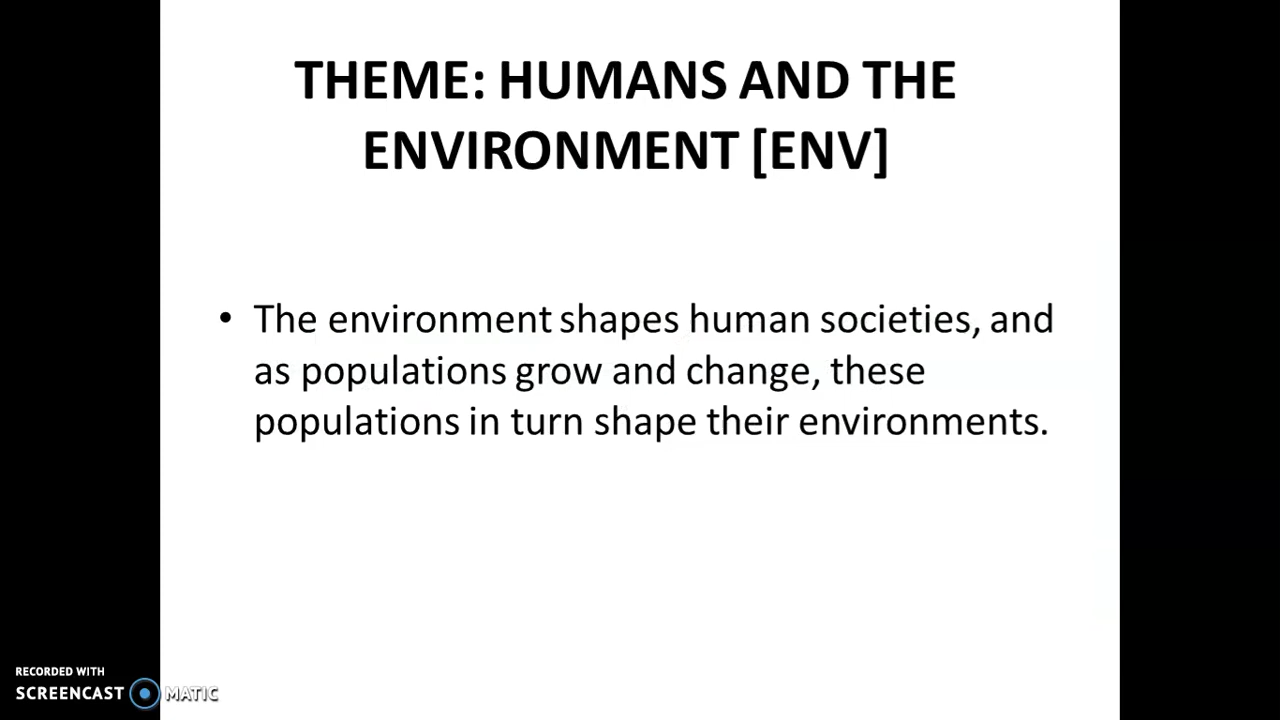 THEME: HUMANS AND THE
ENVIRONMENT [ENV]
• The environment shapes human societies, and
as populations grow and change, these
populations in turn shape their environments.
RECORDED WITH
SCREENCAST MATIC